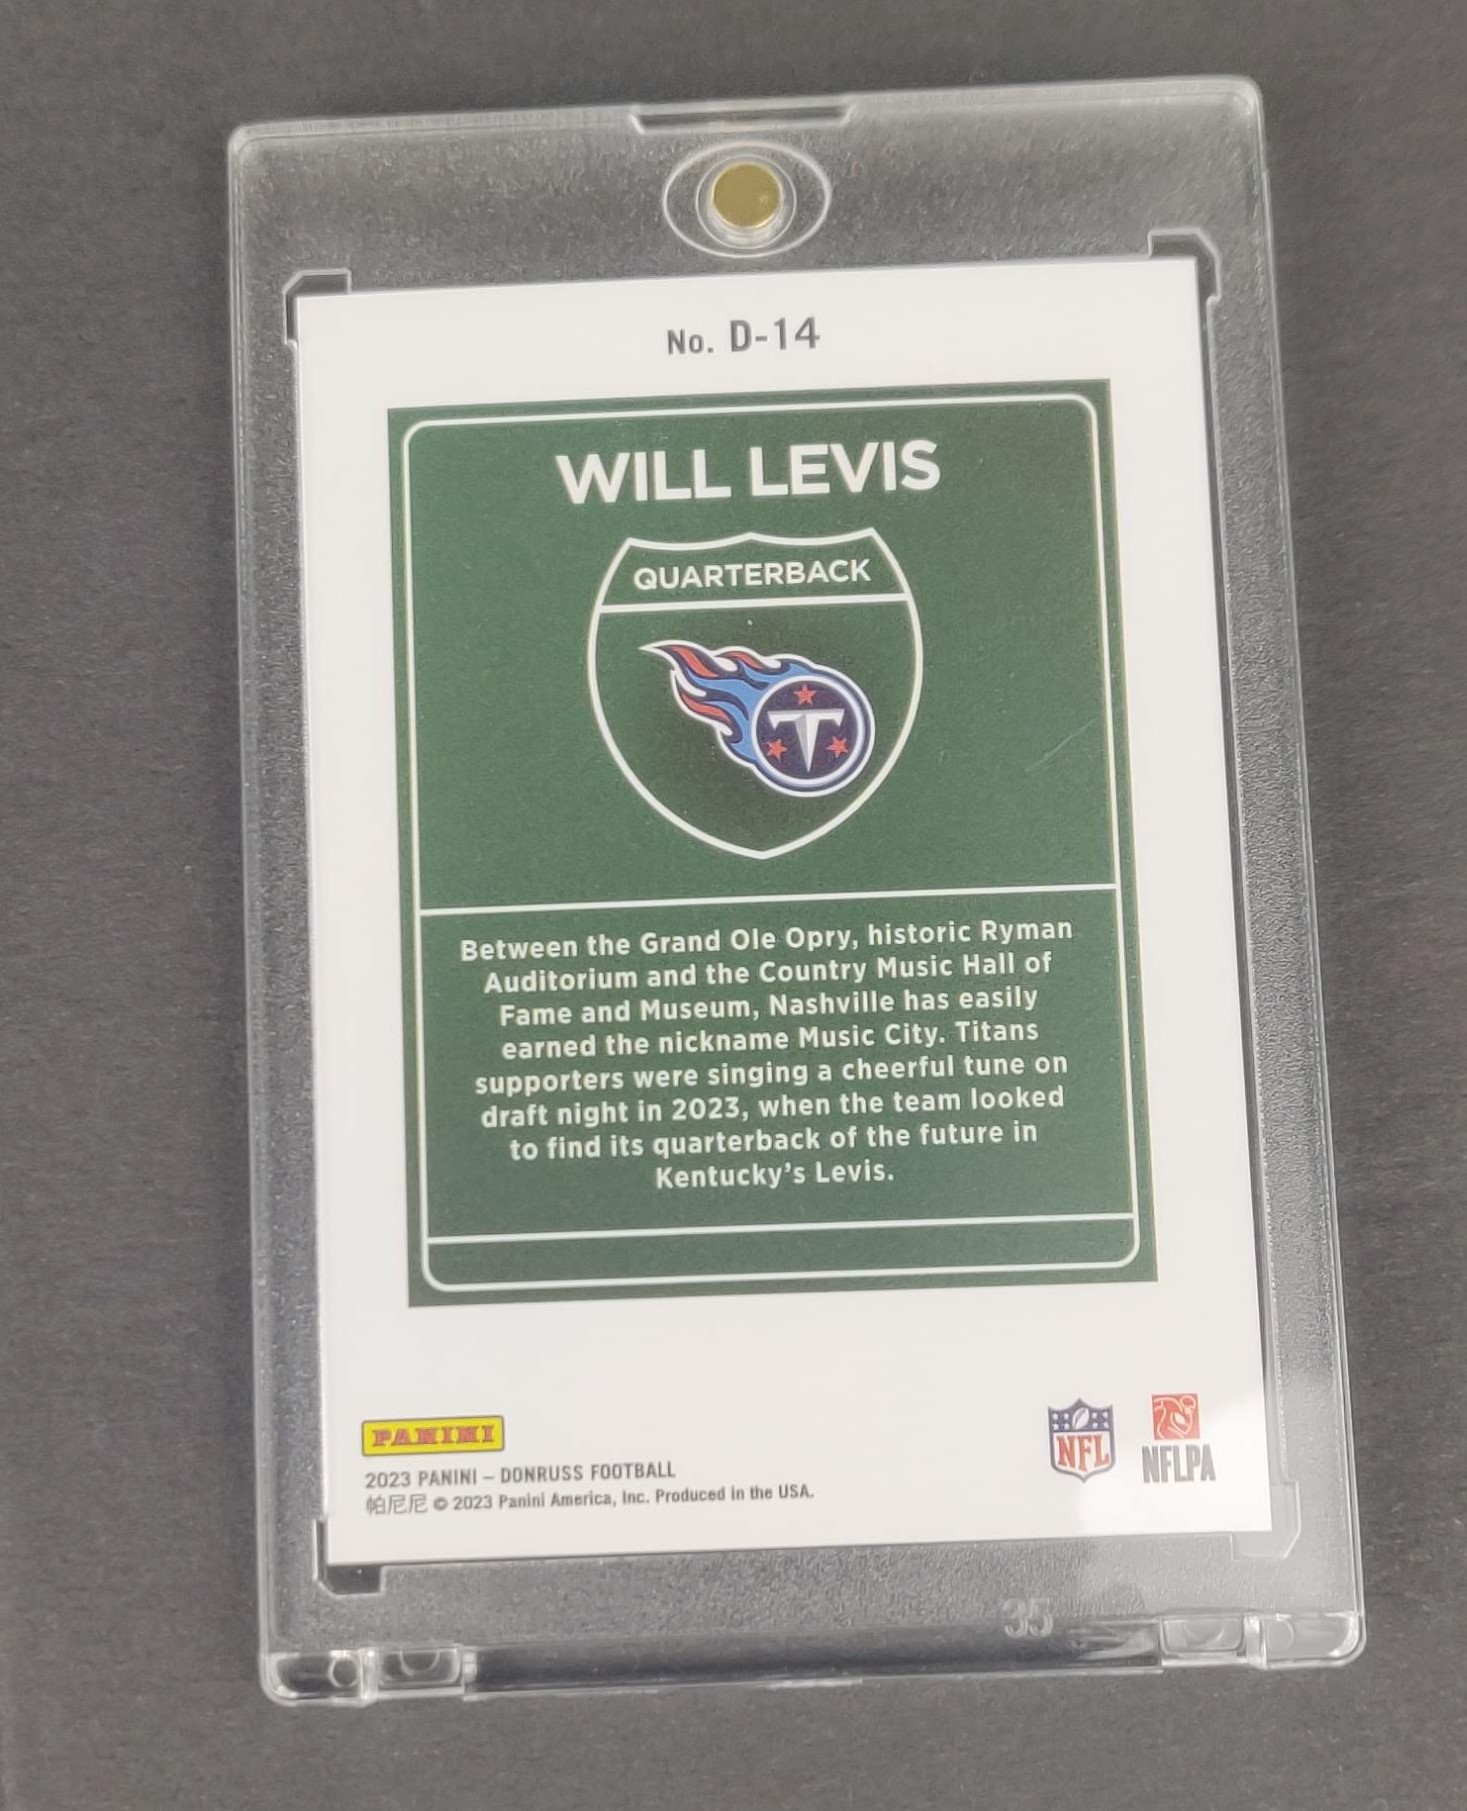 No. D-14
WILL LEVIS
QUARTERBACK
T
Between the Grand Ole Opry, historic Ryman
Auditorium and the Country Music Hall of
Fame and Museum, Nashville has easily
earned the nickname Music City. Titans
supporters were singing a cheerful tune on
draft night in 2023, when the team looked
to find its quarterback of the future in
Kentucky's Levis.
PANINI
2023 PANINI – DONRUSS FOOTBALL
帕尼尼 © 2023 Panini America, Inc. Produced in the USA.
NFL
NFLPA
35